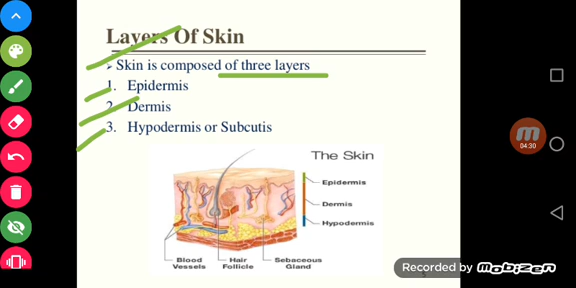 Layers Of Skin
➢ Skin is composed of three layers
1. Epidermis
2. Dermis
3. Hypodermis or Subcutis
The Skin
Epidermis
Dermis
Hypodermis
Blood Vessels
Hair Follicle
Sebaceous Gland
04:30
Recorded by mobizen